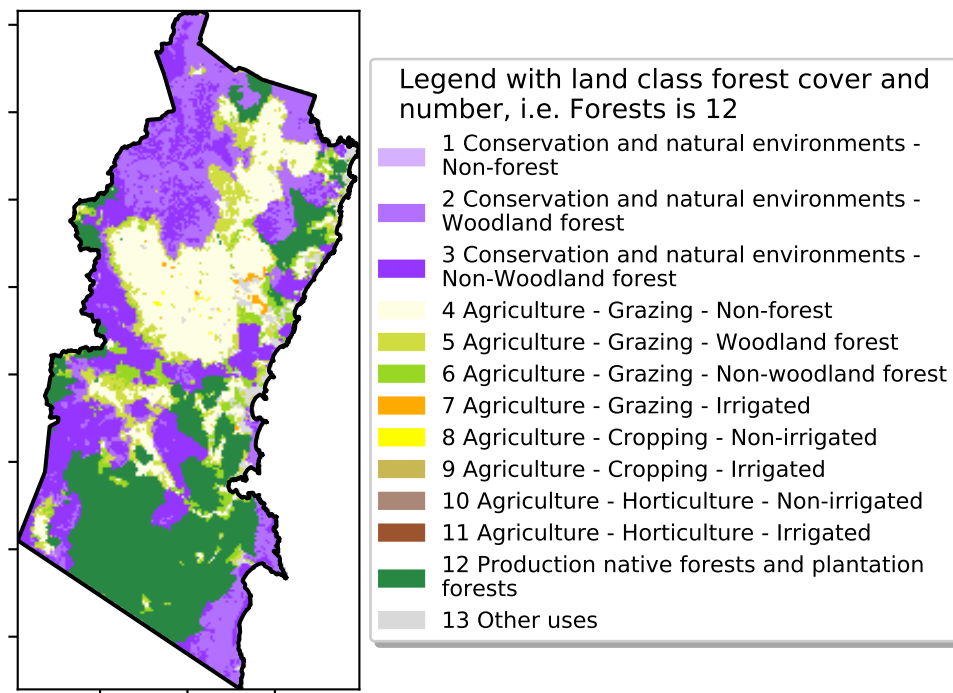 Legend with land class forest cover and
number, i.e. Forests is 12
1 Conservation and natural environments -
Non-forest
2 Conservation and natural environments -
Woodland forest
3 Conservation and natural environments -
Non-Woodland forest
4 Agriculture - Grazing - Non-forest
5 Agriculture - Grazing - Woodland forest
6 Agriculture - Grazing - Non-woodland forest
7 Agriculture - Grazing - Irrigated
8 Agriculture - Cropping - Non-irrigated
9 Agriculture - Cropping - Irrigated
10 Agriculture - Horticulture - Non-irrigated
11 Agriculture - Horticulture - Irrigated
12 Production native forests and plantation
forests
13 Other uses